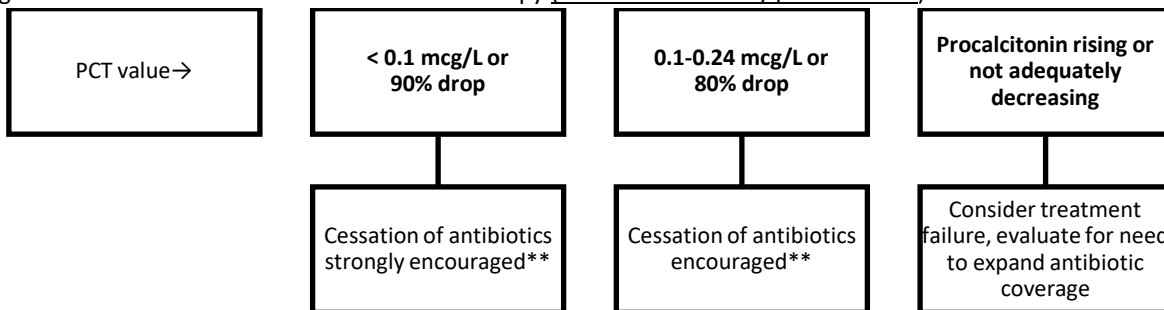 PCT value→
< 0.1 mcg/L or
90% drop
0.1-0.24 mcg/L or
80% drop
Procalcitonin rising or
not adequately
decreasing
Cessation of antibiotics
strongly encouraged**
Cessation of antibiotics
encouraged**
Consider treatment
failure, evaluate for need
to expand antibiotic
coverage